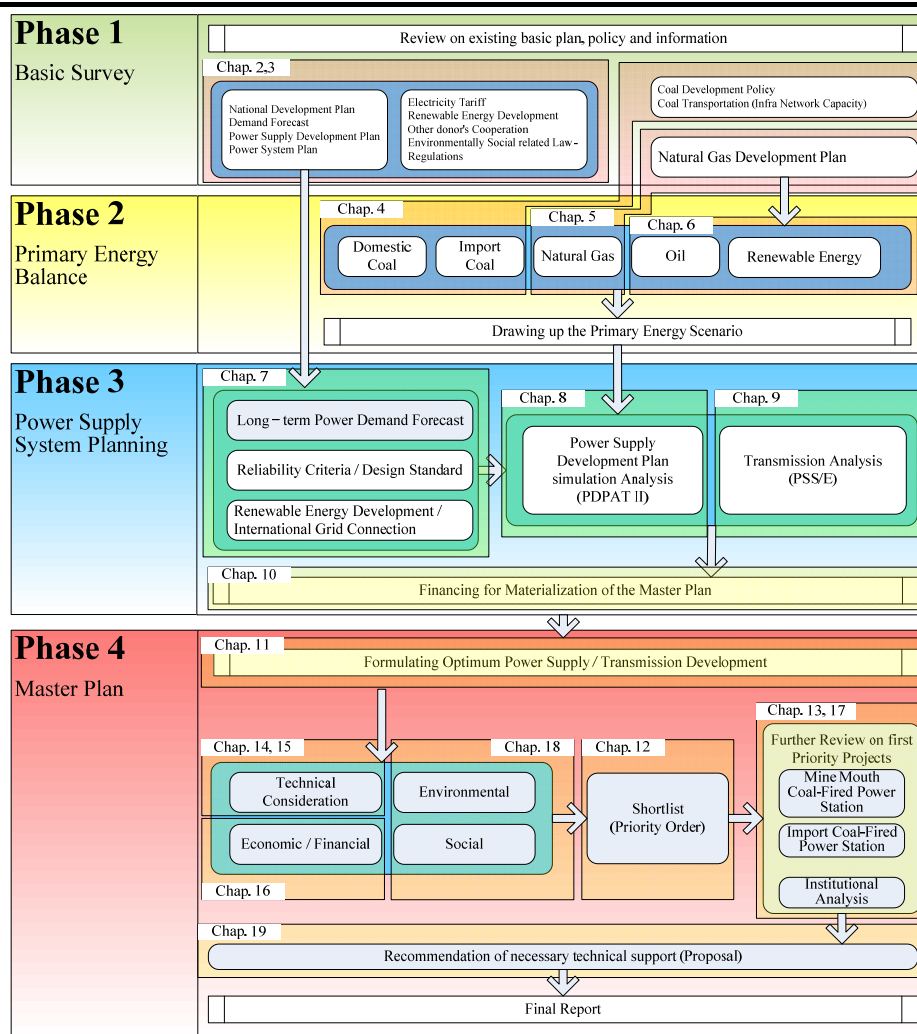 Phase 1
Basic Survey
Review on existing basic plan, policy and information
Chap. 2,3
National Development Plan
Demand Forecast
Power Supply Development Plan
Power System Plan
Electricity Tariff
Renewable Energy Development
Other donor's Cooperation
Environmentally Social related Law-
Regulations
Coal Development Policy
Coal Transportation (Infra Network Capacity)
Natural Gas Development Plan
Phase 2
Primary Energy
Balance
Chap. 4
Chap. 5
Chap. 6
Domestic
Coal
Import
Coal
Natural Gas
Oil
Renewable Energy
Drawing up the Primary Energy Scenario
Phase 3
Power Supply
System Planning
Chap. 7
Long-term Power Demand Forecast
Reliability Criteria / Design Standard
Renewable Energy Development /
International Grid Connection
Chap. 8
Power Supply
Development Plan
simulation Analysis
(PDPAT II)
Chap. 9
Transmission Analysis
(PSS/E)
Chap. 10
Financing for Materialization of the Master Plan
Phase 4
Master Plan
Chap. 11
Formulating Optimum Power Supply / Transmission Development
Chap. 14, 15
Chap. 18
Technical
Consideration
Environmental
Economic / Financial
Social
Chap. 16
Chap. 12
Shortlist
(Priority Order)
Chap. 13, 17
Further Review on first
Priority Projects
Mine Mouth
Coal-Fired Power
Station
Import Coal-Fired
Power Station
Institutional
Analysis
Chap. 19
Recommendation of necessary technical support (Proposal)
Final Report